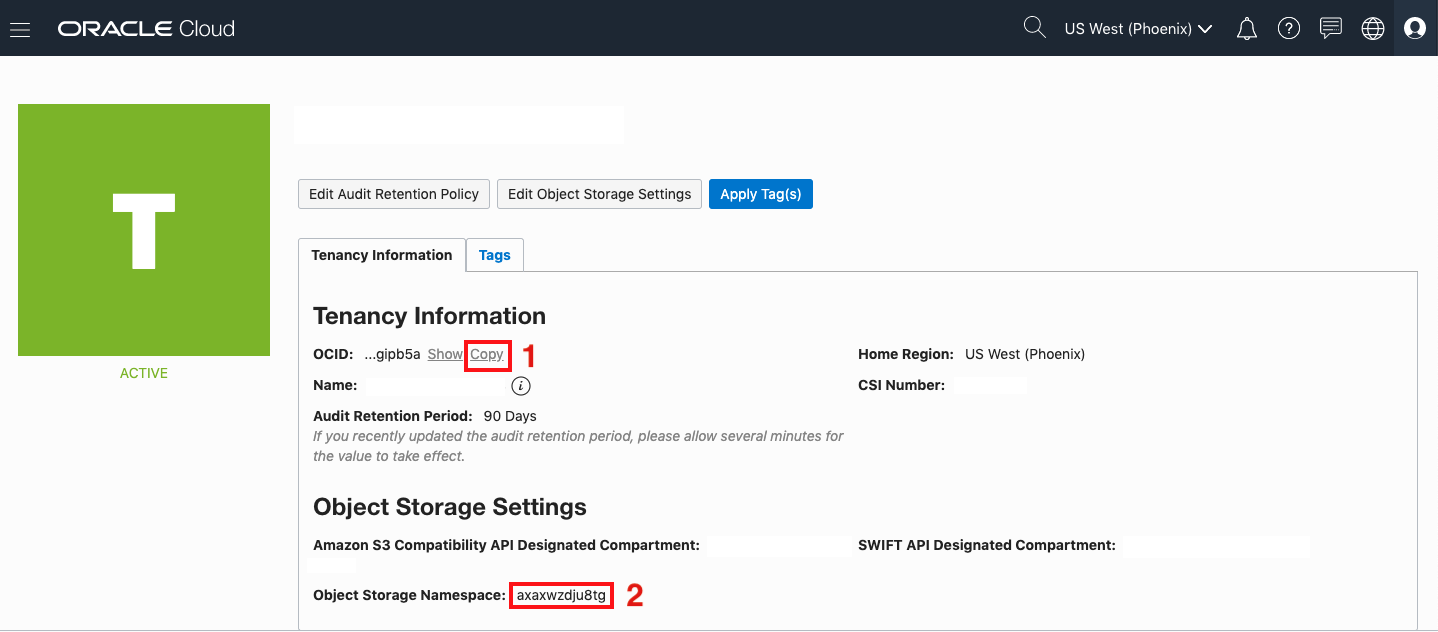 ORACLE Cloud
US West (Phoenix)
T
ACTIVE
Edit Audit Retention Policy Edit Object Storage Settings Apply Tag(s)
Tenancy Information Tags
Tenancy Information
OCID: ...gipb5a Show Copy 1
Home Region: US West (Phoenix)
Name:
CSI Number:
Audit Retention Period: 90 Days
If you recently updated the audit retention period, please allow several minutes for
the value to take effect.
Object Storage Settings
Amazon S3 Compatibility API Designated Compartment:
SWIFT API Designated Compartment:
Object Storage Namespace: axaxwzdju8tg 2